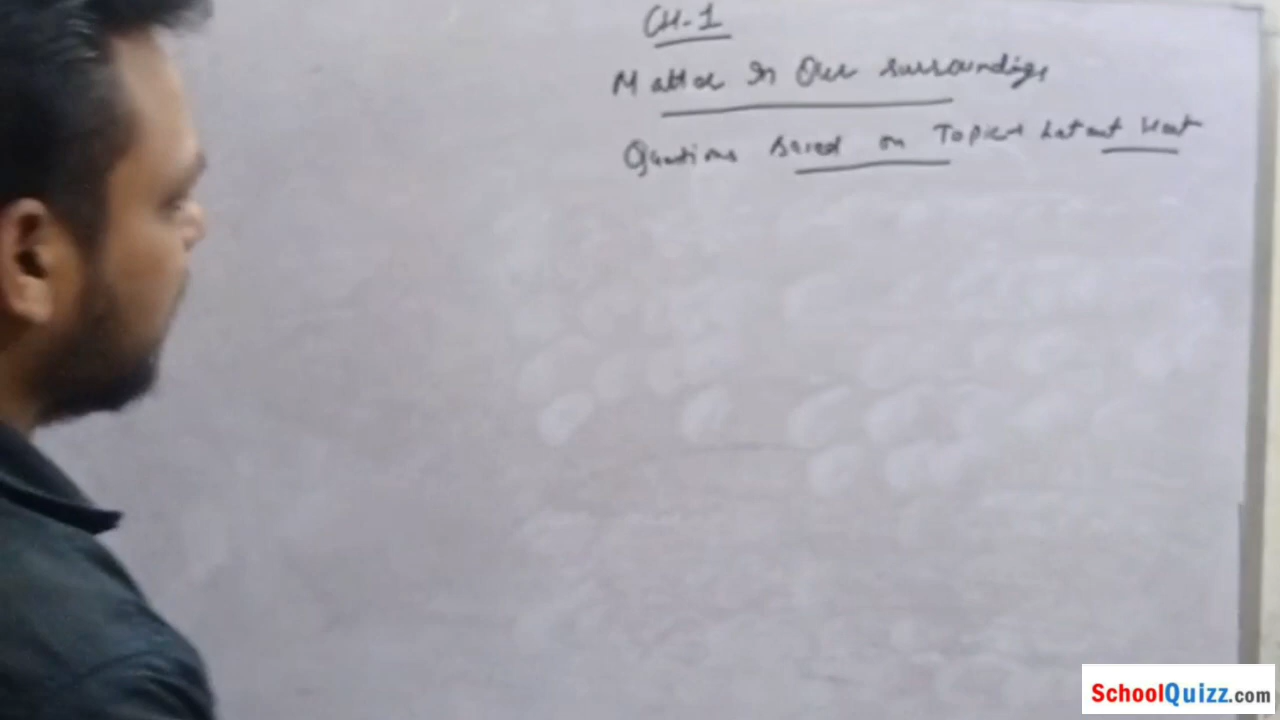 CH-1
Matter In Our surroundings
Questions Based on Topic Latent Heat
SchoolQuizz.com